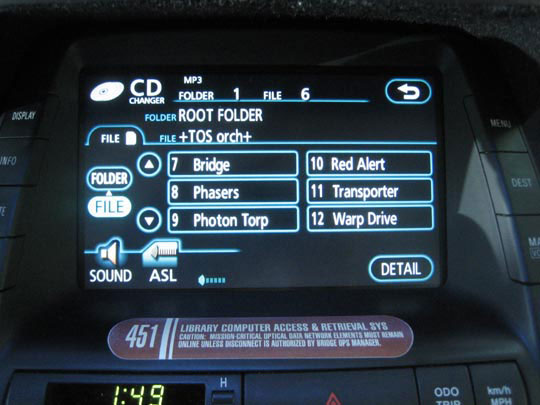 MP3
CD
CHANGER
FOLDER 1 FILE 6
FOLDER ROOT FOLDER
FILE
FILE +TOS orch+
7 Bridge
10 Red Alert
FOLDER
8 Phasers
11 Transporter
FILE
9 Photon Torp
12 Warp Drive
SOUND
ASL
DETAIL
DISPLAY
INFO
MENU
DEST
451
LIBRARY COMPUTER ACCESS & RETRIEVAL SYS
CAUTION: MISSION-CRITICAL OPTICAL DATA NETWORK ELEMENTS MUST REMAIN
ONLINE UNLESS DISCONNECT IS AUTHORIZED BY BRIDGE OPS MANAGER.
1:49
H
ODO
TRIP
km/h
MPH